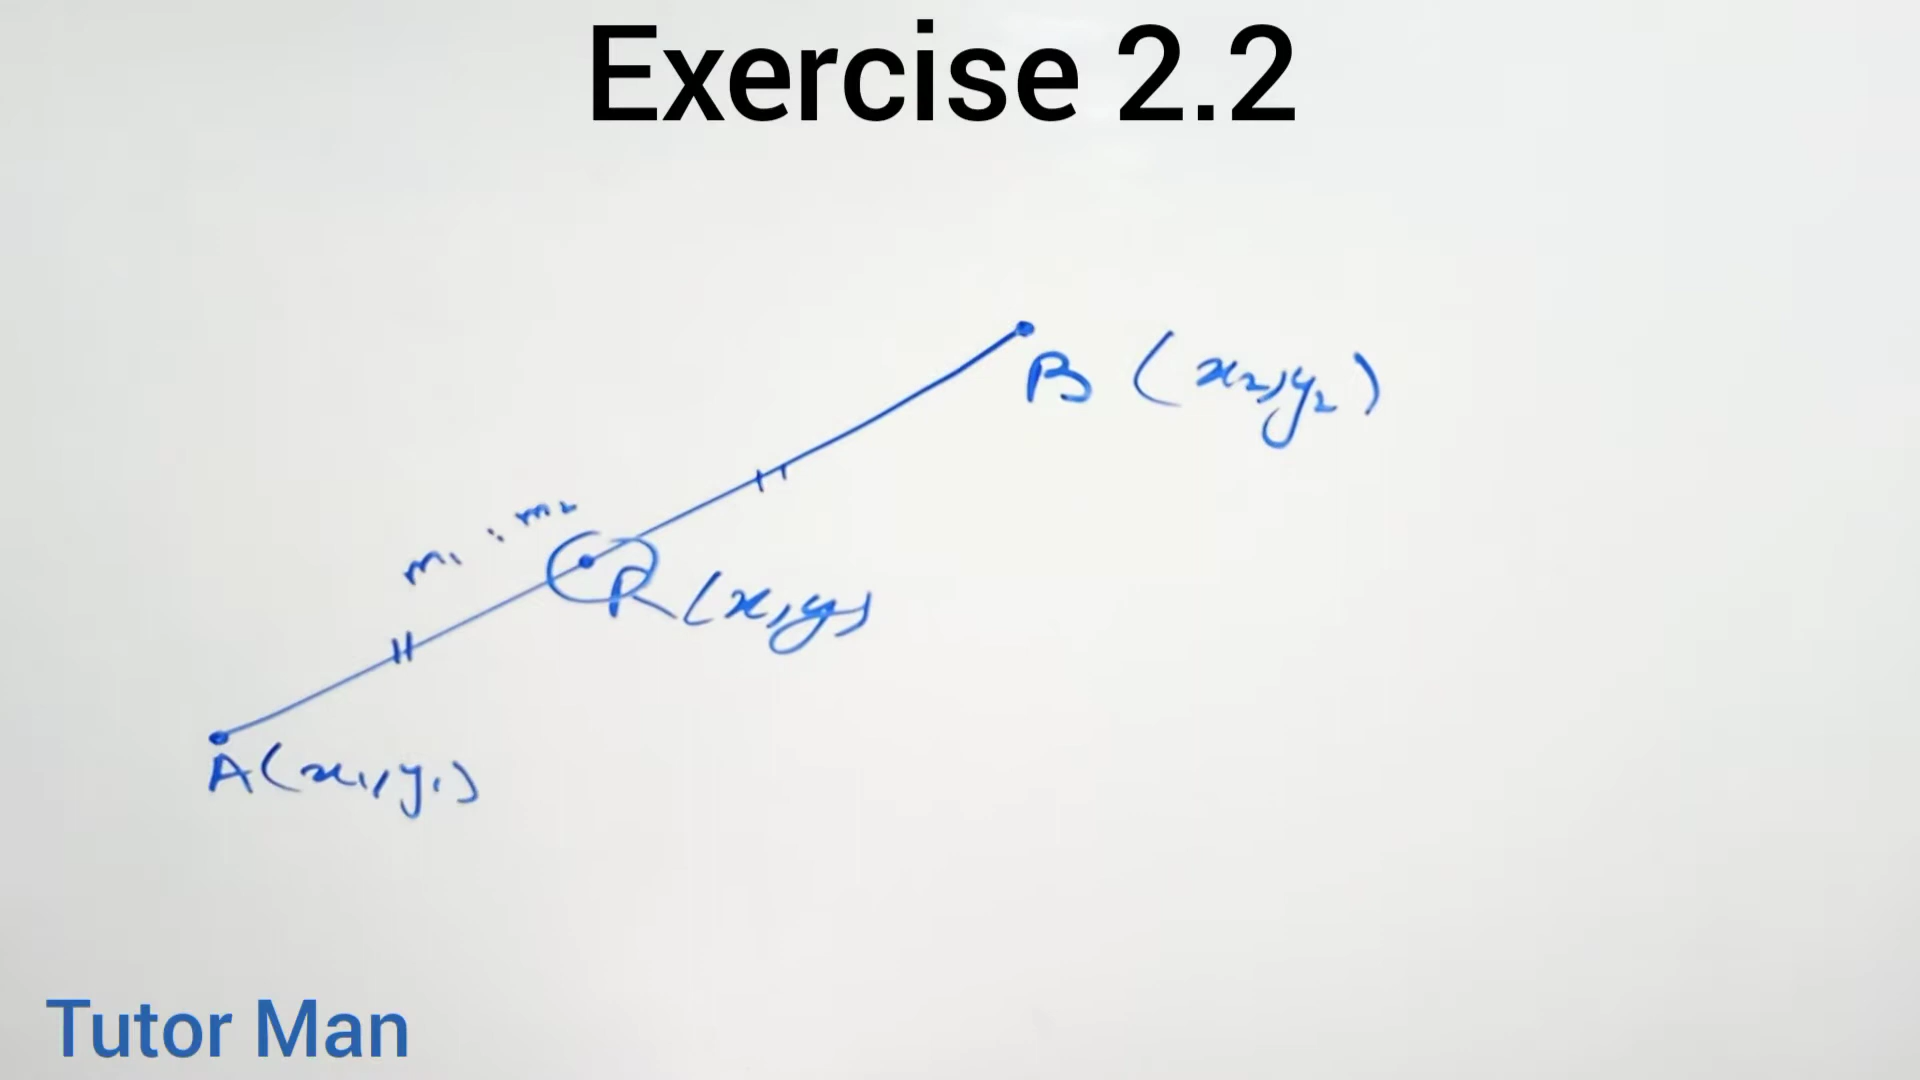 Exercise 2.2
B (x₂, y₂)
m₁ : m₂
R (x, y)
A (x₁, y₁)
Tutor Man